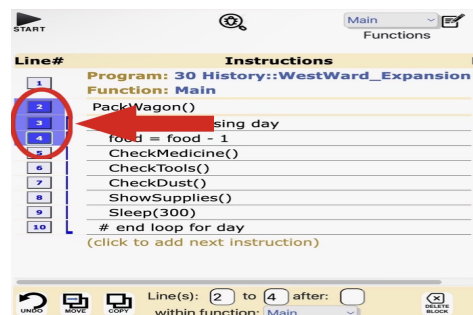 START
Main
Functions
Line# Instructions
1 Program: 30 History::WestWard_Expansion
Function: Main
2 PackWagon()
3 sing day
4 food = food - 1
5 CheckMedicine()
6 CheckTools()
7 CheckDust()
8 ShowSupplies()
9 Sleep(300)
10 # end loop for day
(click to add next instruction)
UNDO MOVE COPY Line(s): 2 to 4 after: DELETE BLOCK
within function: Main